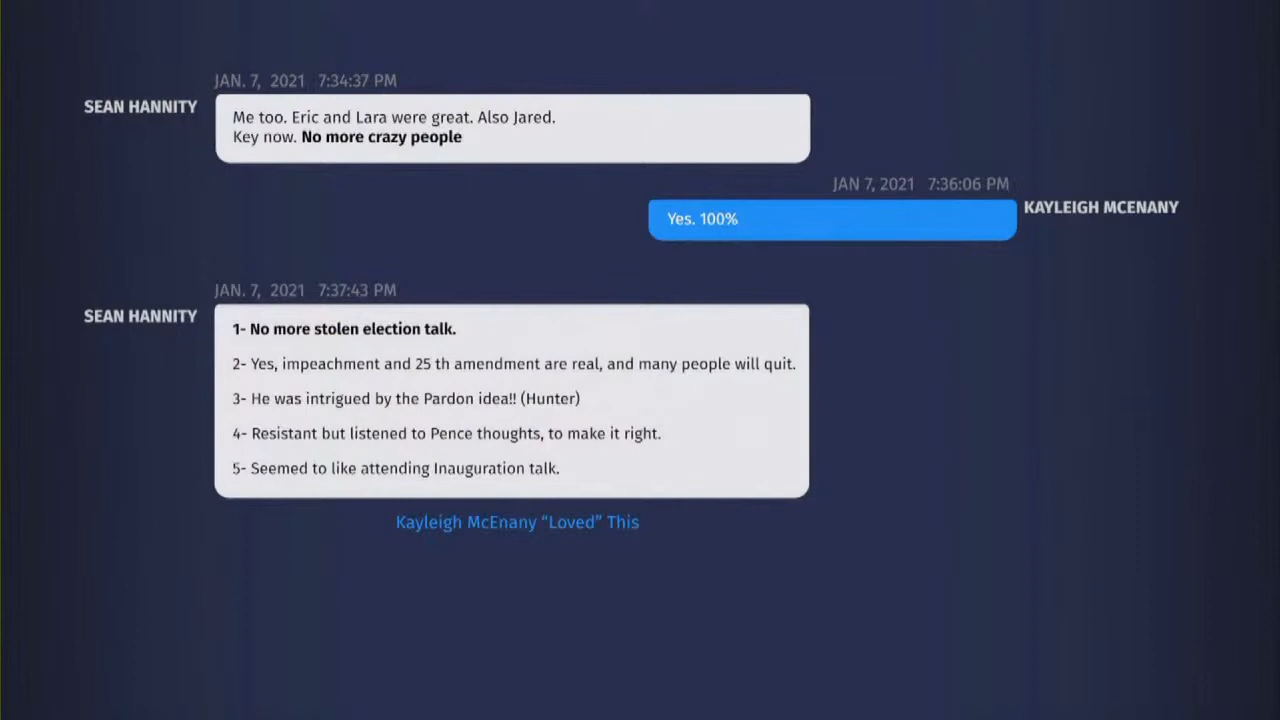 JAN. 7, 2021 7:34:37 PM
SEAN HANNITY
Me too. Eric and Lara were great. Also Jared.
Key now. No more crazy people
JAN 7, 2021 7:36:06 PM
KAYLEIGH MCENANY
Yes. 100%
JAN. 7, 2021 7:37:43 PM
SEAN HANNITY
1- No more stolen election talk.
2- Yes, impeachment and 25 th amendment are real, and many people will quit.
3- He was intrigued by the Pardon idea!! (Hunter)
4- Resistant but listened to Pence thoughts, to make it right.
5- Seemed to like attending Inauguration talk.
Kayleigh McEnany “Loved” This